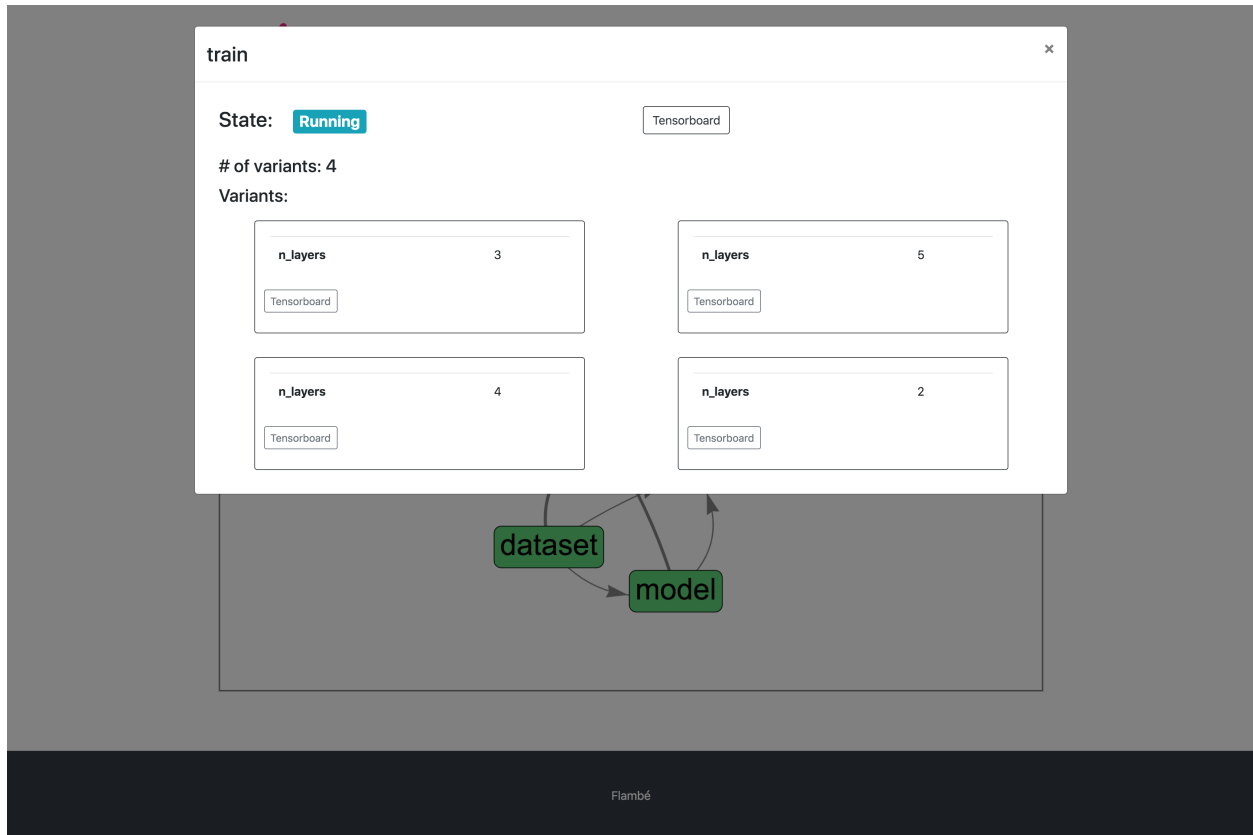 train ×
State: Running Tensorboard
# of variants: 4
Variants:
n_layers 3
Tensorboard
n_layers 5
Tensorboard
n_layers 4
Tensorboard
n_layers 2
Tensorboard
dataset
model
Flambé